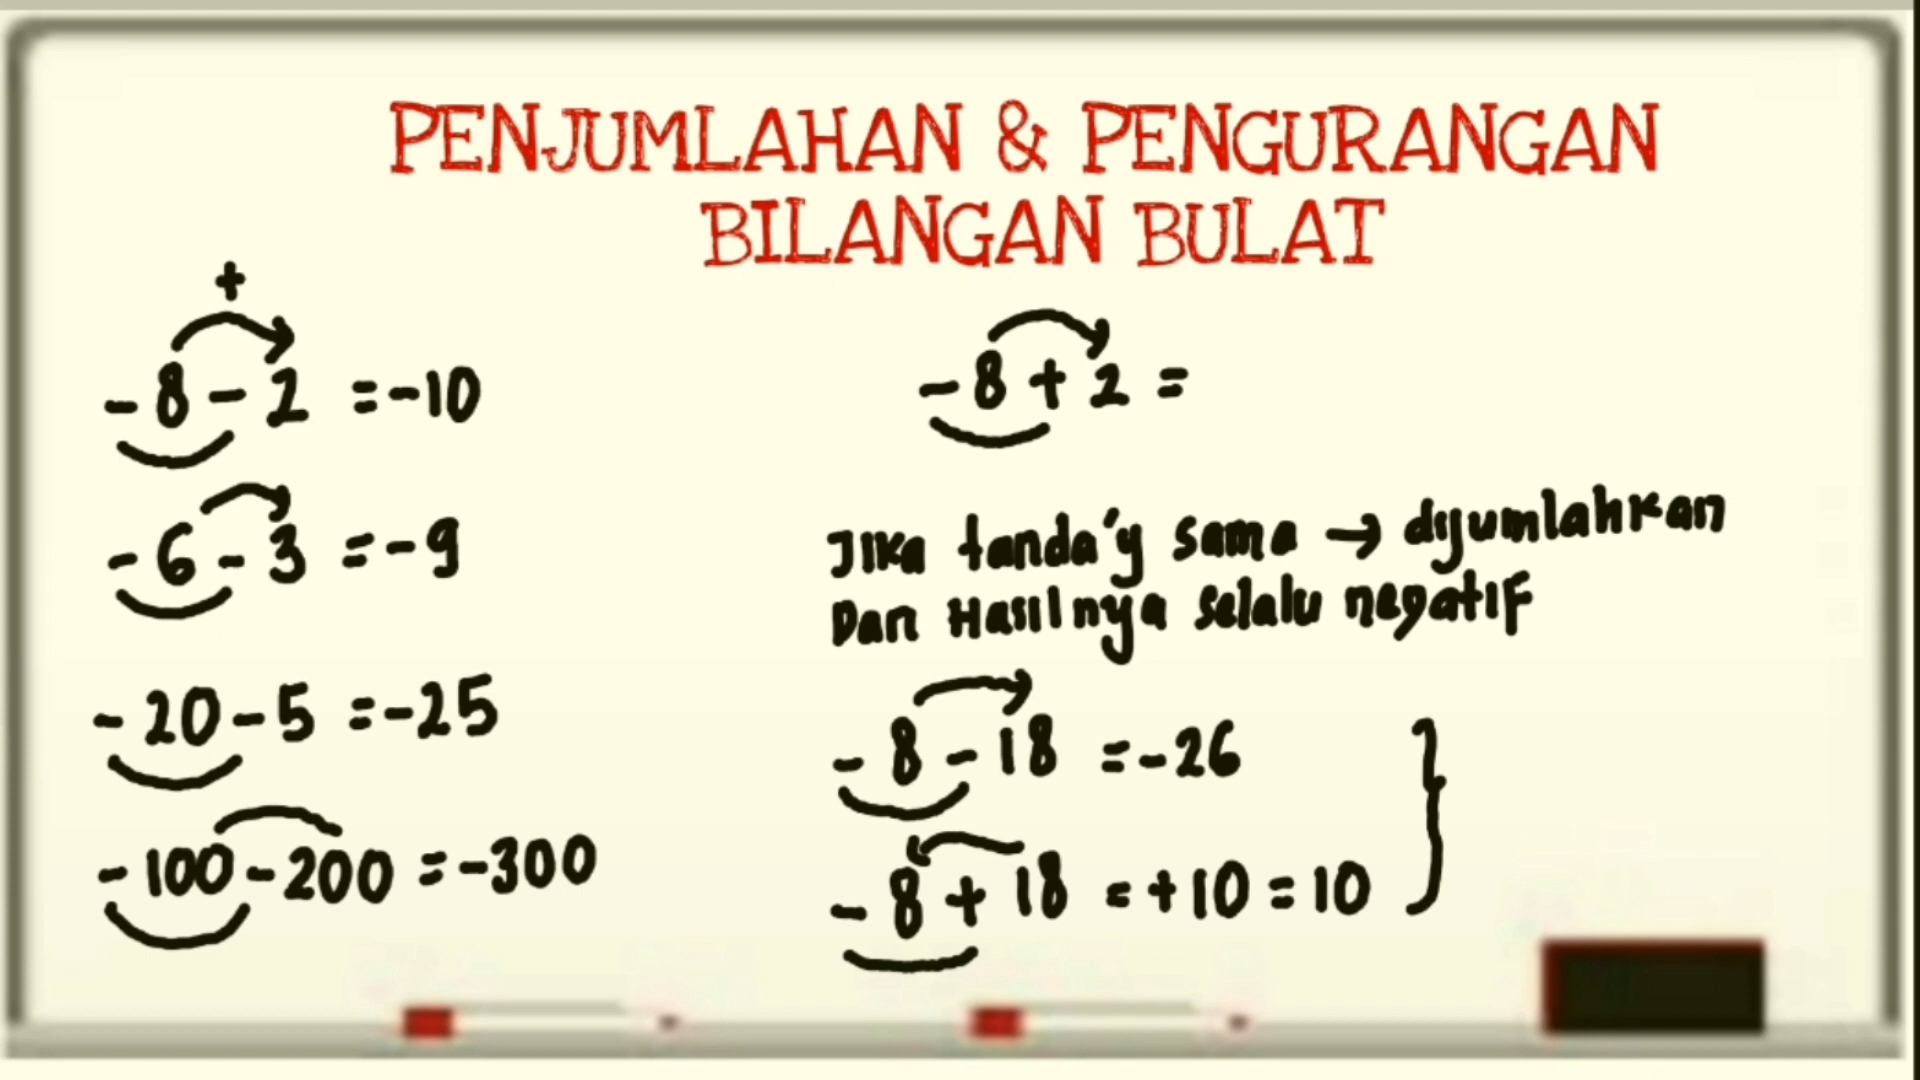 PENJUMLAHAN & PENGURANGAN
BILANGAN BULAT
+
-8-2 =-10
-6-3 =-9
-20-5 =-25
-100-200 =-300
-8+2 =
Jika tanda'y sama → dijumlahkan
Dan Hasilnya selalu negatif
-8-18 =-26
-8+18 =+10=10